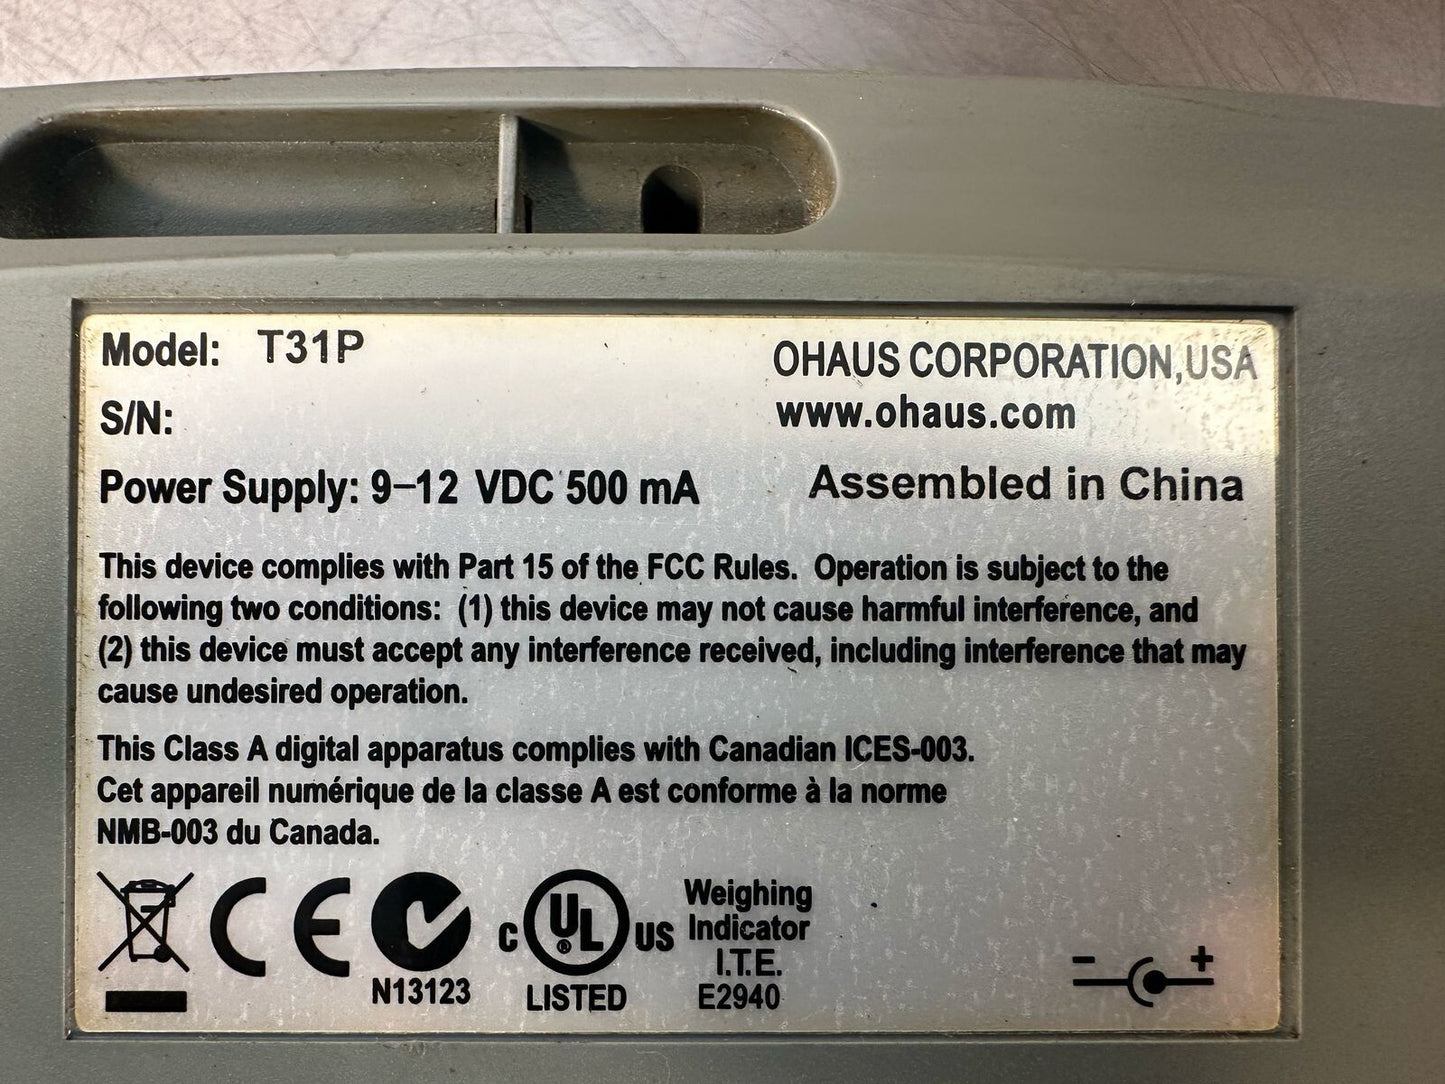 Model: T31P
OHAUS CORPORATION,USA
S/N:
www.ohaus.com
Power Supply: 9–12 VDC 500 mA
Assembled in China
This device complies with Part 15 of the FCC Rules. Operation is subject to the
following two conditions: (1) this device may not cause harmful interference, and
(2) this device must accept any interference received, including interference that may
cause undesired operation.
This Class A digital apparatus complies with Canadian ICES-003.
Cet appareil numérique de la classe A est conforme à la norme
NMB-003 du Canada.
CE
N13123
C UL ® US
LISTED
Weighing
Indicator
I.T.E.
E2940
- +